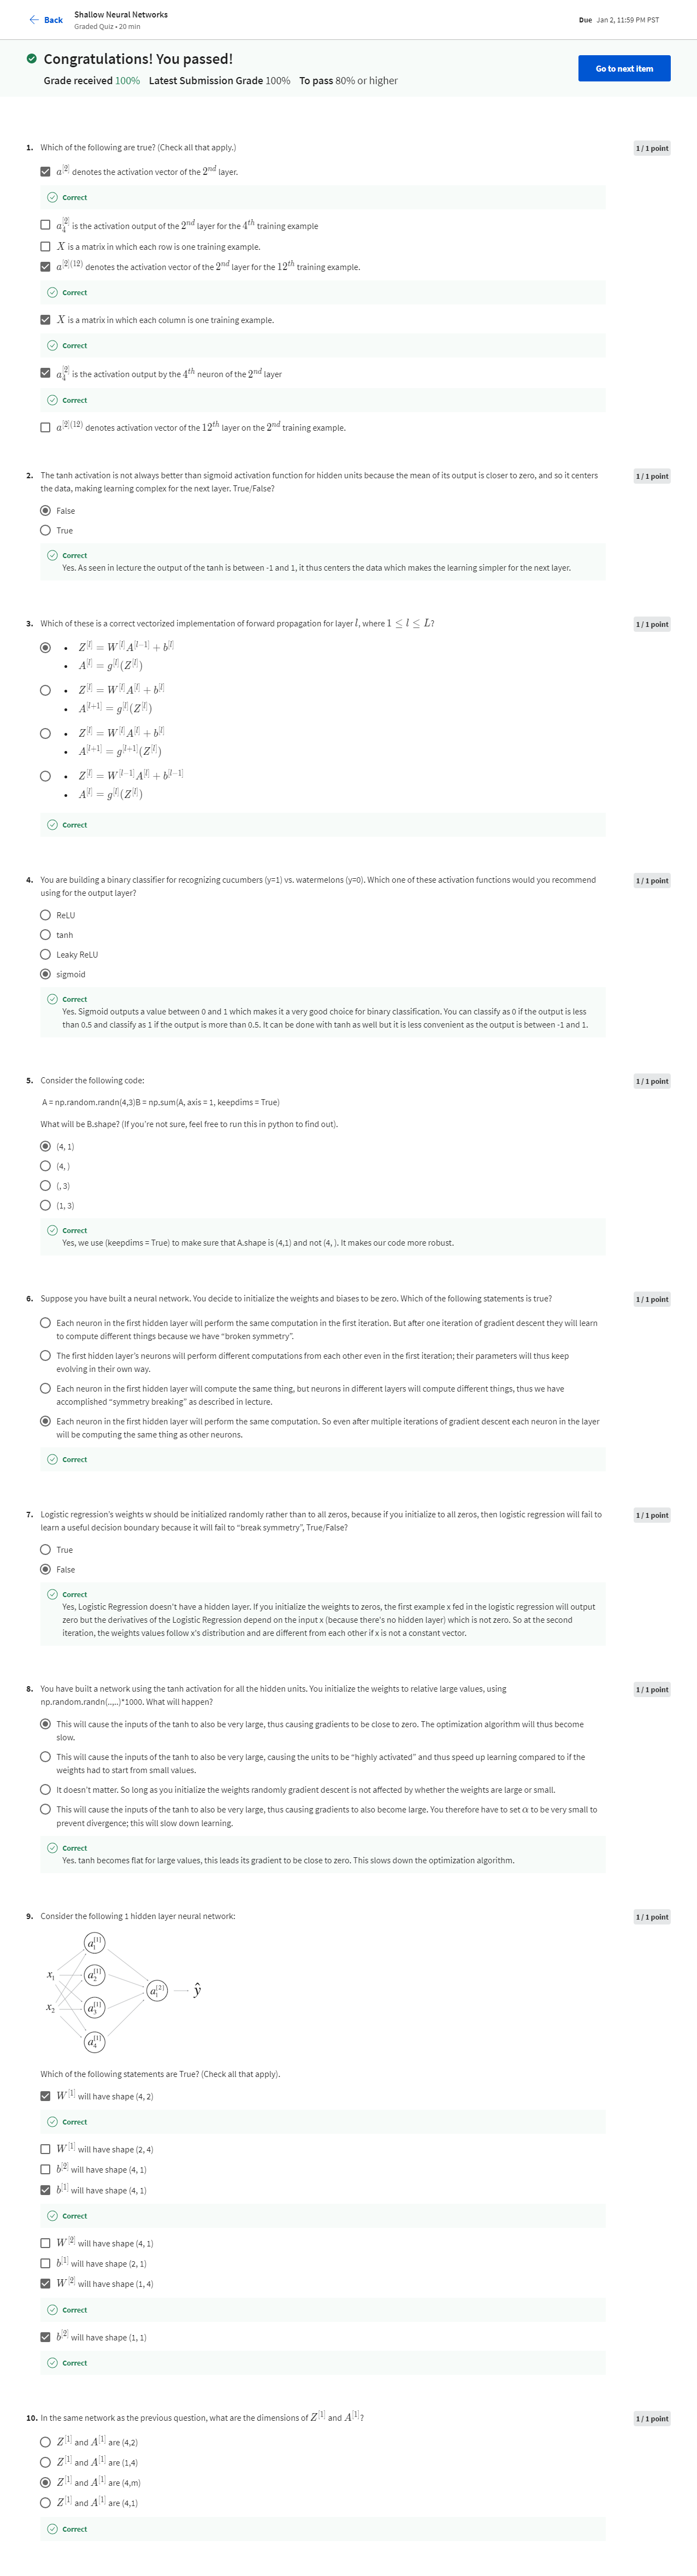 Back
Shallow Neural Networks
Graded Quiz • 20 min
Due Jan 2, 11:59 PM PST
Congratulations! You passed!
Grade received 100% Latest Submission Grade 100% To pass 80% or higher
Go to next item
1. Which of the following are true? (Check all that apply.)
1 / 1 point
a^[2] denotes the activation vector of the 2^nd layer.
Correct
a_4^[2] is the activation output of the 2^nd layer for the 4^th training example
X is a matrix in which each row is one training example.
a^[2](12) denotes the activation vector of the 2^nd layer for the 12^th training example.
Correct
X is a matrix in which each column is one training example.
Correct
a_4^[2] is the activation output by the 4^th neuron of the 2^nd layer
Correct
a^[2](12) denotes activation vector of the 12^th layer on the 2^nd training example.
2. The tanh activation is not always better than sigmoid activation function for hidden units because the mean of its output is closer to zero, and so it centers
the data, making learning complex for the next layer. True/False?
1 / 1 point
False
True
Correct
Yes. As seen in lecture the output of the tanh is between -1 and 1, it thus centers the data which makes the learning simpler for the next layer.
3. Which of these is a correct vectorized implementation of forward propagation for layer l, where 1 ≤ l ≤ L?
1 / 1 point
• Z^[l] = W^[l] A^[l−1] + b^[l]
• A^[l] = g^[l](Z^[l])
• Z^[l] = W^[l] A^[l] + b^[l]
• A^[l+1] = g^[l](Z^[l])
• Z^[l] = W^[l] A^[l] + b^[l]
• A^[l+1] = g^[l+1](Z^[l])
• Z^[l] = W^[l−1] A^[l] + b^[l−1]
• A^[l] = g^[l](Z^[l])
Correct
4. You are building a binary classifier for recognizing cucumbers (y=1) vs. watermelons (y=0). Which one of these activation functions would you recommend
using for the output layer?
1 / 1 point
ReLU
tanh
Leaky ReLU
sigmoid
Correct
Yes. Sigmoid outputs a value between 0 and 1 which makes it a very good choice for binary classification. You can classify as 0 if the output is less
than 0.5 and classify as 1 if the output is more than 0.5. It can be done with tanh as well but it is less convenient as the output is between -1 and 1.
5. Consider the following code:
1 / 1 point
A = np.random.randn(4,3)B = np.sum(A, axis = 1, keepdims = True)
What will be B.shape? (If you're not sure, feel free to run this in python to find out).
(4, 1)
(4, )
(, 3)
(1, 3)
Correct
Yes, we use (keepdims = True) to make sure that A.shape is (4,1) and not (4, ). It makes our code more robust.
6. Suppose you have built a neural network. You decide to initialize the weights and biases to be zero. Which of the following statements is true?
1 / 1 point
Each neuron in the first hidden layer will perform the same computation in the first iteration. But after one iteration of gradient descent they will learn
to compute different things because we have “broken symmetry”.
The first hidden layer’s neurons will perform different computations from each other even in the first iteration; their parameters will thus keep
evolving in their own way.
Each neuron in the first hidden layer will compute the same thing, but neurons in different layers will compute different things, thus we have
accomplished “symmetry breaking” as described in lecture.
Each neuron in the first hidden layer will perform the same computation. So even after multiple iterations of gradient descent each neuron in the layer
will be computing the same thing as other neurons.
Correct
7. Logistic regression’s weights w should be initialized randomly rather than to all zeros, because if you initialize to all zeros, then logistic regression will fail to
learn a useful decision boundary because it will fail to “break symmetry”, True/False?
1 / 1 point
True
False
Correct
Yes, Logistic Regression doesn't have a hidden layer. If you initialize the weights to zeros, the first example x fed in the logistic regression will output
zero but the derivatives of the Logistic Regression depend on the input x (because there's no hidden layer) which is not zero. So at the second
iteration, the weights values follow x's distribution and are different from each other if x is not a constant vector.
8. You have built a network using the tanh activation for all the hidden units. You initialize the weights to relative large values, using
np.random.randn(..,..)*1000. What will happen?
1 / 1 point
This will cause the inputs of the tanh to also be very large, thus causing gradients to be close to zero. The optimization algorithm will thus become
slow.
This will cause the inputs of the tanh to also be very large, causing the units to be “highly activated” and thus speed up learning compared to if the
weights had to start from small values.
It doesn't matter. So long as you initialize the weights randomly gradient descent is not affected by whether the weights are large or small.
This will cause the inputs of the tanh to also be very large, thus causing gradients to also become large. You therefore have to set α to be very small to
prevent divergence; this will slow down learning.
Correct
Yes. tanh becomes flat for large values, this leads its gradient to be close to zero. This slows down the optimization algorithm.
9. Consider the following 1 hidden layer neural network:
1 / 1 point
a_1^[1]
x_1
a_2^[1]
a_1^[2]
ŷ
x_2
a_3^[1]
a_4^[1]
Which of the following statements are True? (Check all that apply).
W^[1] will have shape (4, 2)
Correct
W^[1] will have shape (2, 4)
b^[2] will have shape (4, 1)
b^[1] will have shape (4, 1)
Correct
W^[2] will have shape (4, 1)
b^[1] will have shape (2, 1)
W^[2] will have shape (1, 4)
Correct
b^[2] will have shape (1, 1)
Correct
10. In the same network as the previous question, what are the dimensions of Z^[1] and A^[1]?
1 / 1 point
Z^[1] and A^[1] are (4,2)
Z^[1] and A^[1] are (1,4)
Z^[1] and A^[1] are (4,m)
Z^[1] and A^[1] are (4,1)
Correct